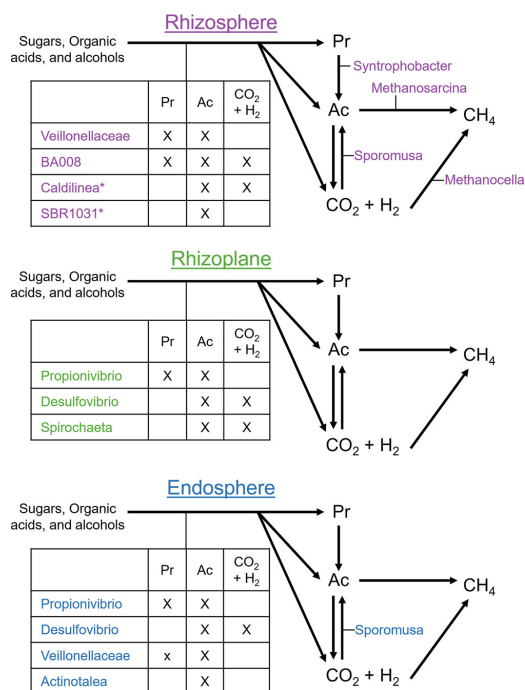 Rhizosphere
Sugars, Organic
acids, and alcohols
Pr
Syntrophobacter
Methanosarcina
Ac
CH4
Sporomusa
Methanocella
CO2 + H2
Pr Ac CO2
+ H2
Veillonellaceae X X
BA008 X X X
Caldilinea* X X
SBR1031* X
Rhizoplane
Sugars, Organic
acids, and alcohols
Pr
Ac
CH4
CO2 + H2
Pr Ac CO2
+ H2
Propionivibrio X X
Desulfovibrio X X
Spirochaeta X X
Endosphere
Sugars, Organic
acids, and alcohols
Pr
Ac
CH4
Sporomusa
CO2 + H2
Pr Ac CO2
+ H2
Propionivibrio X X
Desulfovibrio X X
Veillonellaceae x X
Actinotalea X